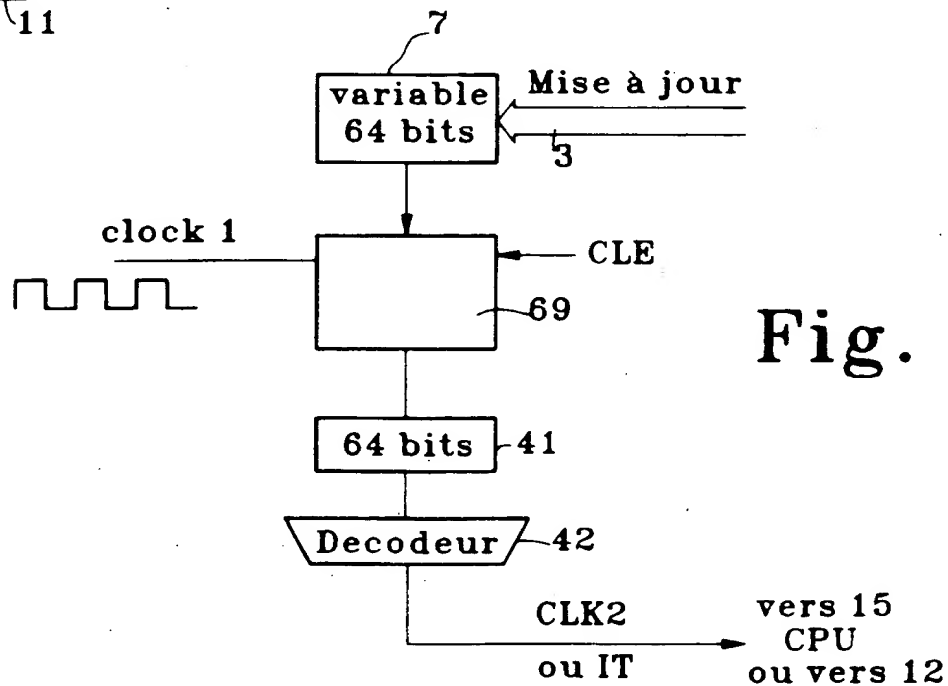 11
7
variable
64 bits
Mise à jour
3
clock 1
CLE
69
Fig.
64 bits
41
Decodeur
42
CLK2
ou IT
vers 15
CPU
ou vers 12